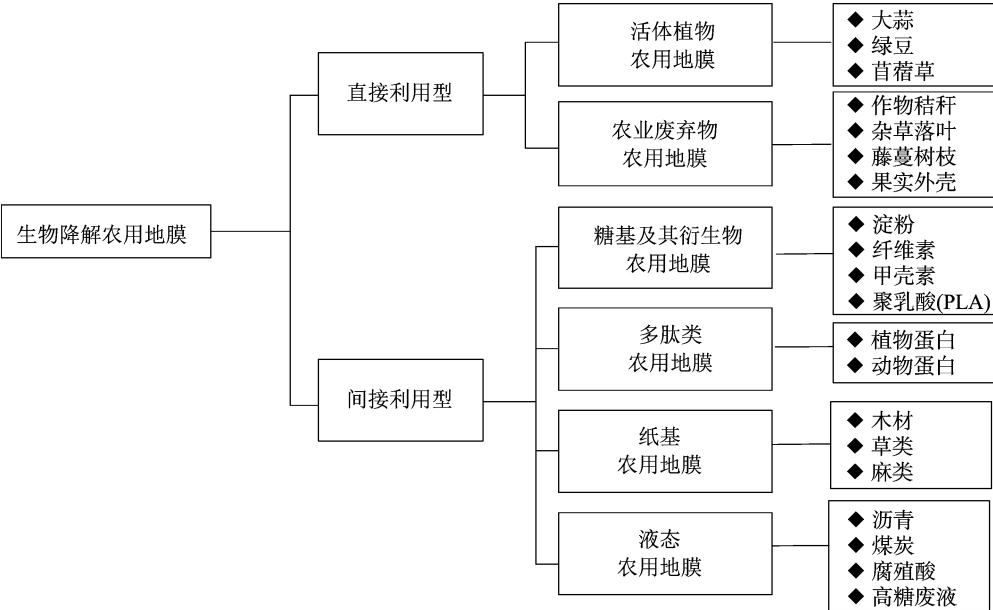 生物降解农用地膜
直接利用型
活体植物
农用地膜
◆ 大蒜
◆ 绿豆
◆ 苜蓿草
农业废弃物
农用地膜
◆ 作物秸秆
◆ 杂草落叶
◆ 藤蔓树枝
◆ 果实外壳
间接利用型
糖基及其衍生物
农用地膜
◆ 淀粉
◆ 纤维素
◆ 甲壳素
◆ 聚乳酸(PLA)
多肽类
农用地膜
◆ 植物蛋白
◆ 动物蛋白
纸基
农用地膜
◆ 木材
◆ 草类
◆ 麻类
液态
农用地膜
◆ 沥青
◆ 煤炭
◆ 腐殖酸
◆ 高糖废液